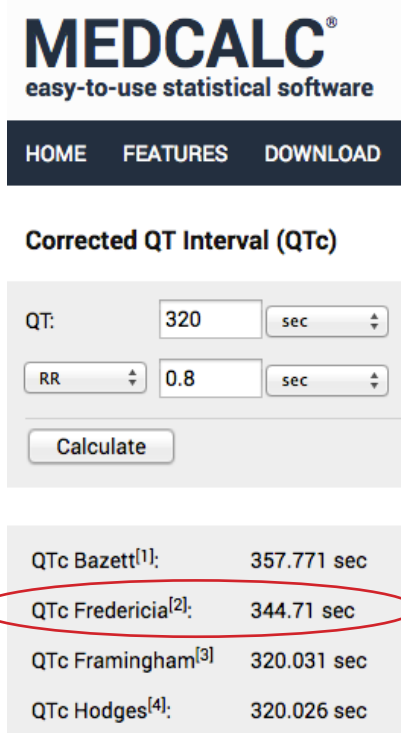 MEDCALC®
easy-to-use statistical software
HOME FEATURES DOWNLOAD
Corrected QT Interval (QTc)
QT: 320 sec
RR 0.8 sec
Calculate
QTc Bazett[1]: 357.771 sec
QTc Fredericia[2]: 344.71 sec
QTc Framingham[3] 320.031 sec
QTc Hodges[4]: 320.026 sec